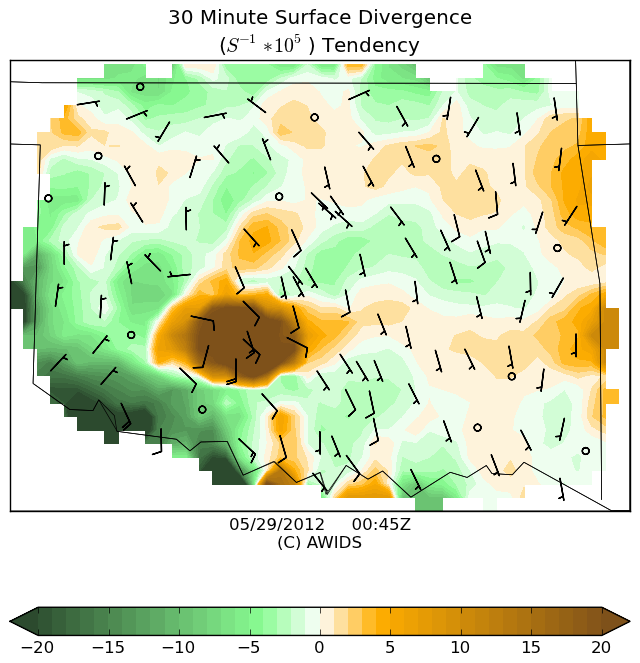 30 Minute Surface Divergence
(S⁻¹ * 10⁵ ) Tendency
05/29/2012 00:45Z
(C) AWIDS
−20 −15 −10 −5 0 5 10 15 20